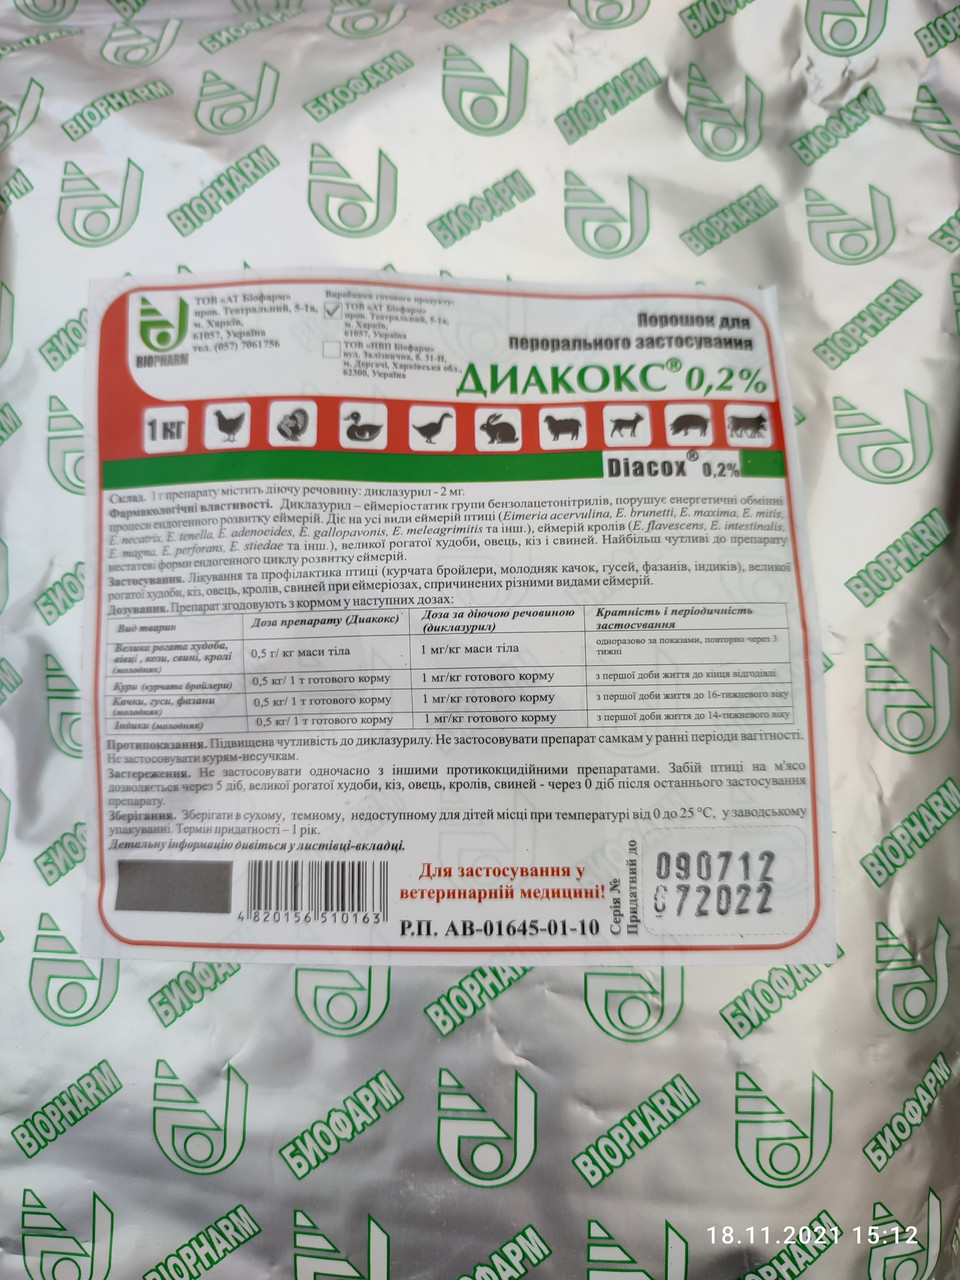 BIOPHARM
ТОВ «АТ Біофарм»
пров. Театральний, 5-1а,
м. Харків,
61057, Україна
тел. (057) 7061756
Виробники готового продукту:
ТОВ «АТ Біофарм»
пров. Театральний, 5-1а,
м. Харків,
61057, Україна
ТОВ «НВП Біофарм»
вул. Залізнична, б. 31-Н,
м. Дергачі, Харківська обл.,
62300, Україна
Порошок для
перорального застосування
ДИАКОКС® 0,2%
1 кг
Diacox® 0,2%
Склад. 1 г препарату містить діючу речовину: диклазурил - 2 мг.
Фармакологічні властивості. Диклазурил – еймеріостатик групи бензолацетонітрилів, порушує енергетичні обмінні
процеси ендогенного розвитку еймерій. Діє на усі види еймерій птиці (Eimeria acervulina, E. brunetti, E. maxima, E. mitis,
E. necatrix, E. tenella, E. adenoeides, E. gallopavonis, E. meleagrimitis та інш.), еймерій кролів (E. flavescens, E. intestinalis,
E. magna, E. perforans, E. stiedae та інш.), великої рогатої худоби, овець, кіз і свиней. Найбільш чутливі до препарату
нестатеві форми ендогенного циклу розвитку еймерій.
Застосування. Лікування та профілактика птиці (курчата бройлери, молодняк качок, гусей, фазанів, індиків), великої
рогатої худоби, кіз, овець, кролів, свиней при еймеріозах, спричинених різними видами еймерій.
Дозування. Препарат згодовують з кормом у наступних дозах:
Вид тварин Доза препарату (Диакокс) Доза за діючою речовиною (диклазурил) Кратність і періодичність застосування
Велика рогата худоба, вівці, кози, свині, кролі (молодняк) 0,5 г/ кг маси тіла 1 мг/кг маси тіла одноразово за показами, повторно через 3 тижні
Кури (курчата бройлери) 0,5 кг/ 1 т готового корму 1 мг/кг готового корму з першої доби життя до кінця відгодівлі
Качки, гуси, фазани (молодняк) 0,5 кг/ 1 т готового корму 1 мг/кг готового корму з першої доби життя до 16-тижневого віку
Індики (молодняк) 0,5 кг/ 1 т готового корму 1 мг/кг готового корму з першої доби життя до 14-тижневого віку
Протипоказання. Підвищена чутливість до диклазурилу. Не застосовувати препарат самкам у ранні періоди вагітності.
Не застосовувати курям-несучкам.
Застереження. Не застосовувати одночасно з іншими протикокцидійними препаратами. Забій птиці на м'ясо
дозволяється через 5 діб, великої рогатої худоби, кіз, овець, кролів, свиней - через 0 діб після останнього застосування
препарату.
Зберігання. Зберігати в сухому, темному, недоступному для дітей місці при температурі від 0 до 25 °C, у заводському
упакуванні. Термін придатності – 1 рік.
Детальну інформацію дивіться у листівці-вкладці.
4 820156 510163
Для застосування у
ветеринарній медицині!
Р.П. АВ-01645-01-10
Серія №
Придатний до
090712
072022
БИОФАРМ
BIOPHARM
18.11.2021 15:12